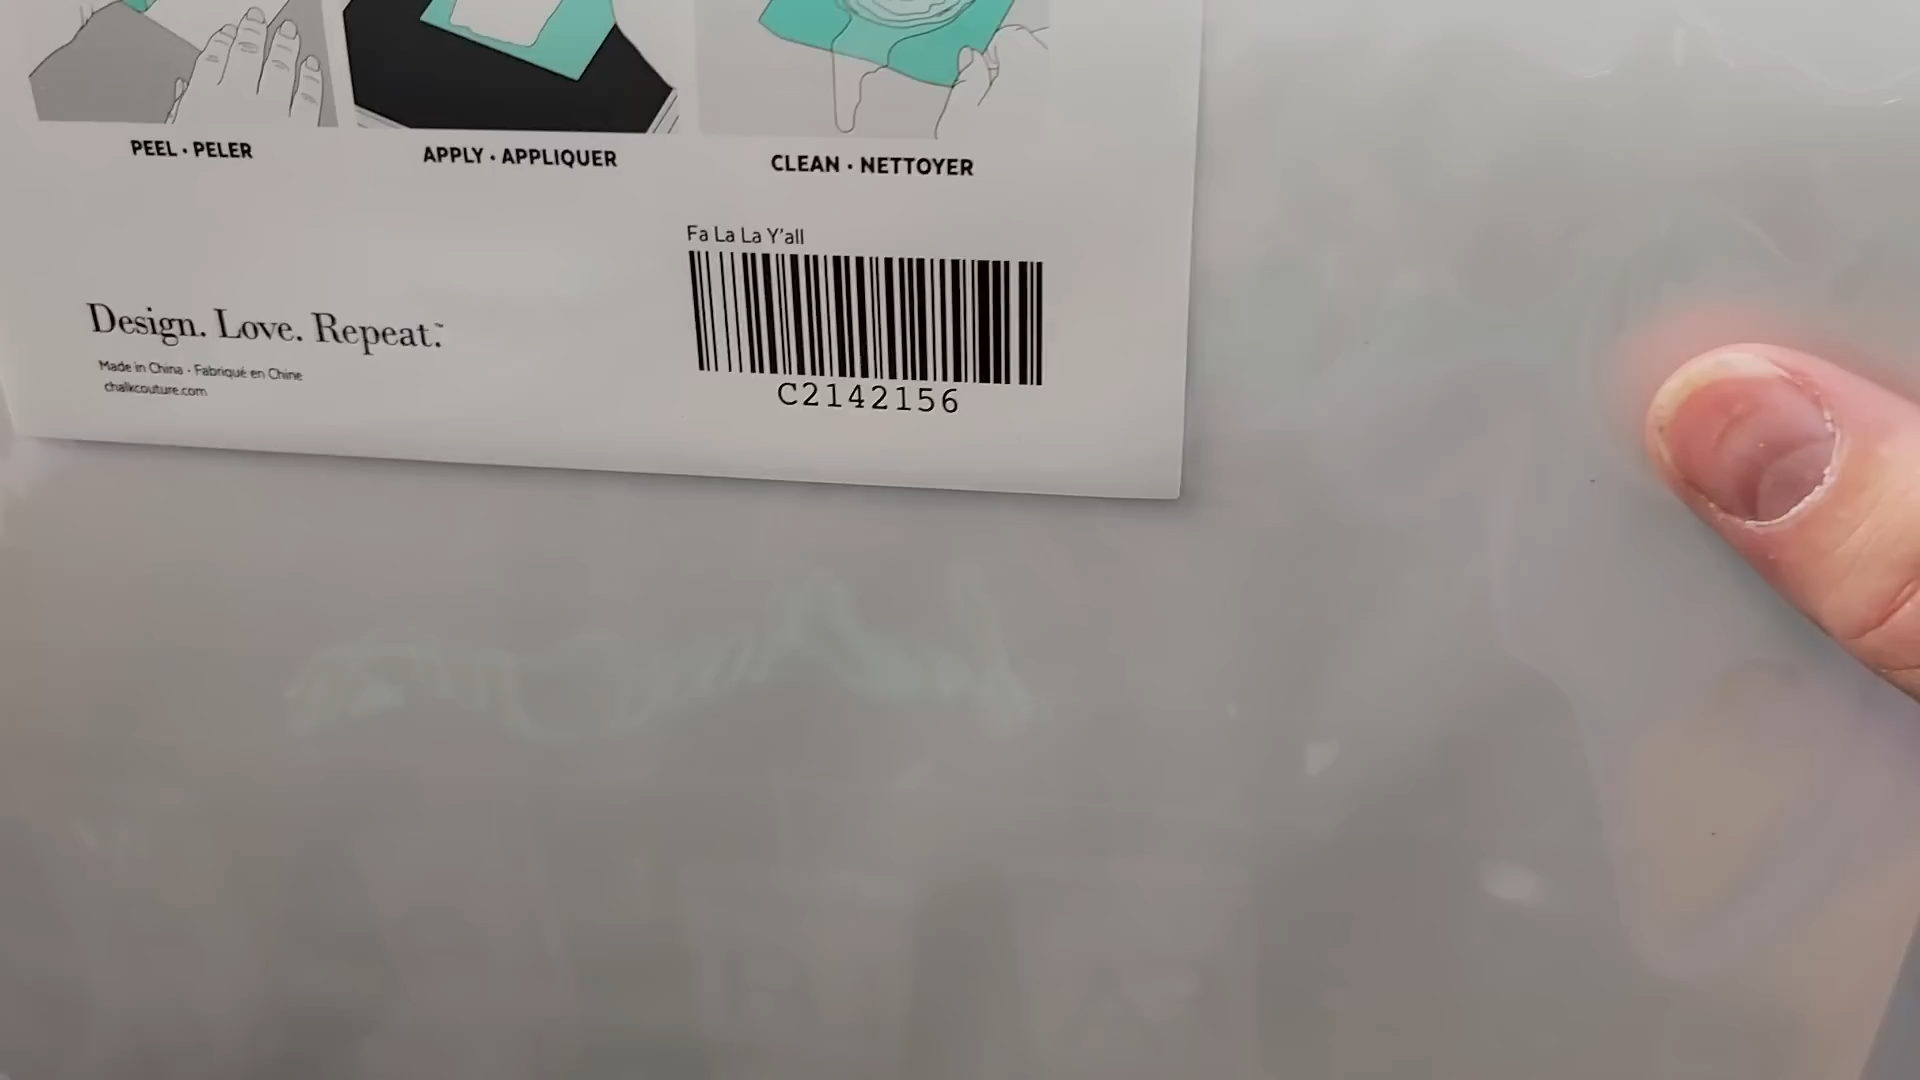 PEEL · PELER
APPLY · APPLIQUER
CLEAN · NETTOYER
Fa La La Y'all
C2142156
Design. Love. Repeat.™
Made in China · Fabriqué en Chine
chalkcouture.com